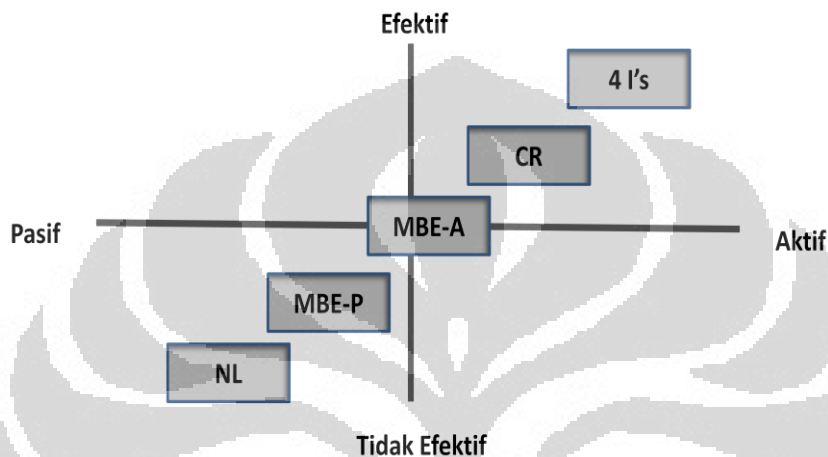 Efektif
4 I's
CR
MBE-A
Pasif
Aktif
MBE-P
NL
Tidak Efektif